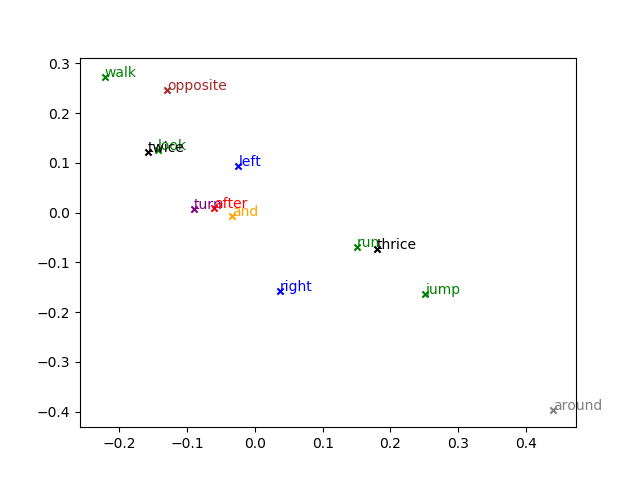 0.3
0.2
0.1
0.0
−0.1
−0.2
−0.3
−0.4
walk
opposite
twice
look
left
turn
after
and
run
thrice
right
jump
around
−0.2
−0.1
0.0
0.1
0.2
0.3
0.4